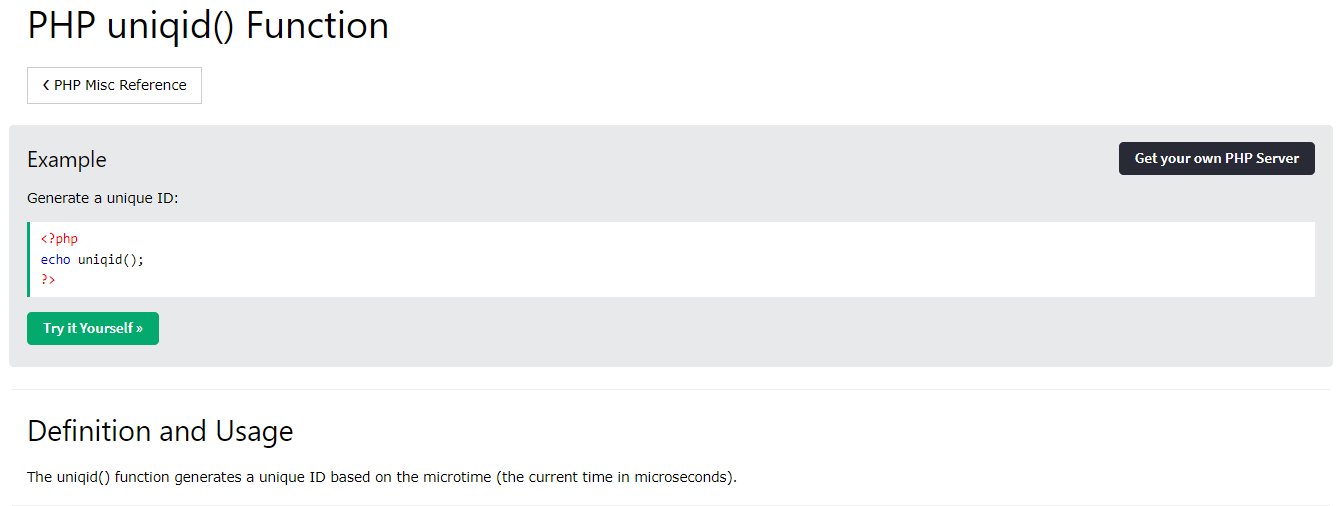 PHP uniqid() Function
❮ PHP Misc Reference
Example
Get your own PHP Server
Generate a unique ID:
<?php
echo uniqid();
?>
Try it Yourself »
Definition and Usage
The uniqid() function generates a unique ID based on the microtime (the current time in microseconds).